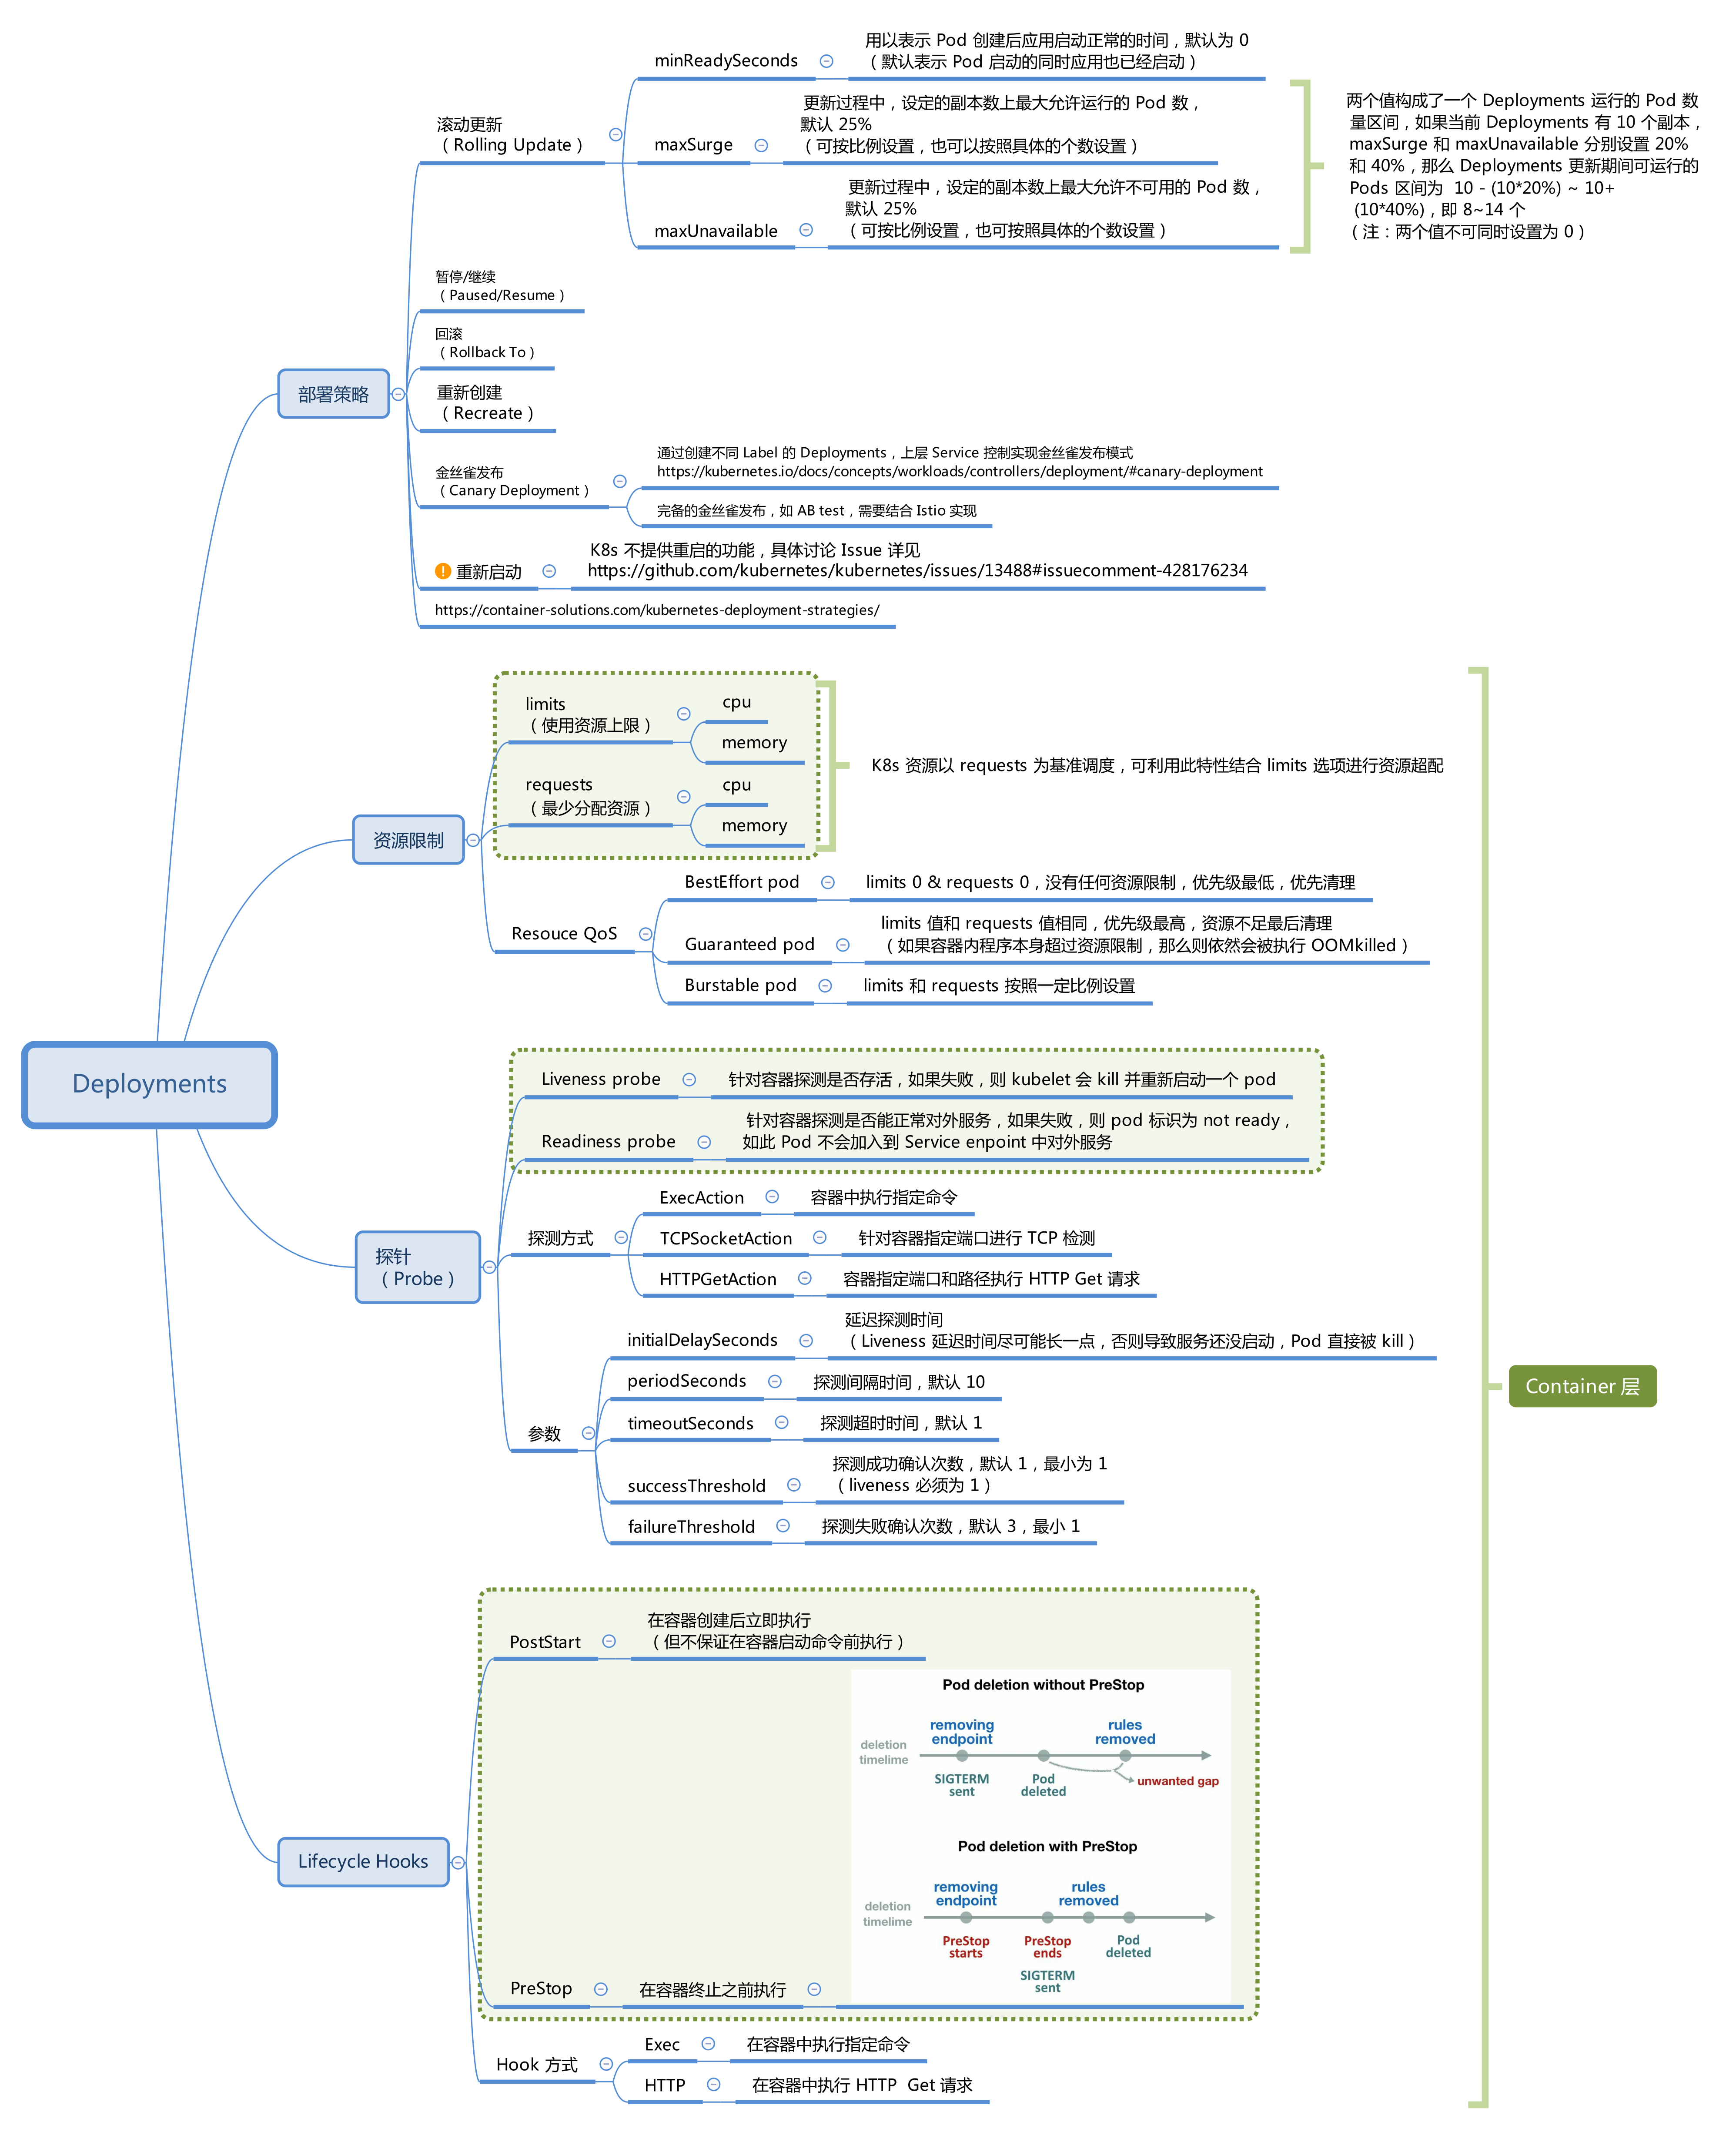 Deployments
部署策略
滚动更新
（Rolling Update）
minReadySeconds
用以表示 Pod 创建后应用启动正常的时间，默认为 0
（默认表示 Pod 启动的同时应用也已经启动）
maxSurge
更新过程中，设定的副本数上最大允许运行的 Pod 数，
默认 25%
（可按比例设置，也可以按照具体的个数设置）
maxUnavailable
更新过程中，设定的副本数上最大允许不可用的 Pod 数，
默认 25%
（可按比例设置，也可按照具体的个数设置）
两个值构成了一个 Deployments 运行的 Pod 数
量区间，如果当前 Deployments 有 10 个副本，
maxSurge 和 maxUnavailable 分别设置 20%
和 40%，那么 Deployments 更新期间可运行的
Pods 区间为 10 - (10*20%) ~ 10+
(10*40%)，即 8~14 个
（注：两个值不可同时设置为 0）
暂停/继续
（Paused/Resume）
回滚
（Rollback To）
重新创建
（Recreate）
金丝雀发布
（Canary Deployment）
通过创建不同 Label 的 Deployments，上层 Service 控制实现金丝雀发布模式
https://kubernetes.io/docs/concepts/workloads/controllers/deployment/#canary-deployment
完备的金丝雀发布，如 AB test，需要结合 Istio 实现
重新启动
K8s 不提供重启的功能，具体讨论 Issue 详见
https://github.com/kubernetes/kubernetes/issues/13488#issuecomment-428176234
https://container-solutions.com/kubernetes-deployment-strategies/
资源限制
limits
（使用资源上限）
cpu
memory
requests
（最少分配资源）
cpu
memory
K8s 资源以 requests 为基准调度，可利用此特性结合 limits 选项进行资源超配
Resouce QoS
BestEffort pod
limits 0 & requests 0，没有任何资源限制，优先级最低，优先清理
Guaranteed pod
limits 值和 requests 值相同，优先级最高，资源不足最后清理
（如果容器内程序本身超过资源限制，那么则依然会被执行 OOMkilled）
Burstable pod
limits 和 requests 按照一定比例设置
探针
（Probe）
Liveness probe
针对容器探测是否存活，如果失败，则 kubelet 会 kill 并重新启动一个 pod
Readiness probe
针对容器探测是否能正常对外服务，如果失败，则 pod 标识为 not ready，
如此 Pod 不会加入到 Service enpoint 中对外服务
探测方式
ExecAction
容器中执行指定命令
TCPSocketAction
针对容器指定端口进行 TCP 检测
HTTPGetAction
容器指定端口和路径执行 HTTP Get 请求
参数
initialDelaySeconds
延迟探测时间
（Liveness 延迟时间尽可能长一点，否则导致服务还没启动，Pod 直接被 kill）
periodSeconds
探测间隔时间，默认 10
timeoutSeconds
探测超时时间，默认 1
successThreshold
探测成功确认次数，默认 1，最小为 1
（liveness 必须为 1）
failureThreshold
探测失败确认次数，默认 3，最小 1
Container 层
Lifecycle Hooks
PostStart
在容器创建后立即执行
（但不保证在容器启动命令前执行）
PreStop
在容器终止之前执行
Pod deletion without PreStop
removing
endpoint
rules
removed
deletion
timelime
SIGTERM
sent
Pod
deleted
unwanted gap
Pod deletion with PreStop
removing
endpoint
rules
removed
deletion
timelime
PreStop
starts
PreStop
ends
Pod
deleted
SIGTERM
sent
Hook 方式
Exec
在容器中执行指定命令
HTTP
在容器中执行 HTTP Get 请求